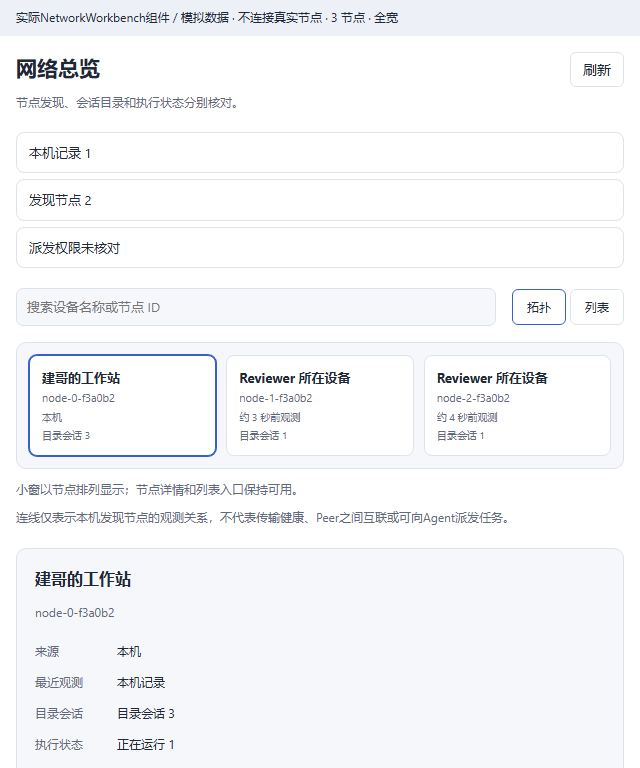 实际NetworkWorkbench组件 / 模拟数据 · 不连接真实节点 · 3 节点 · 全宽
网络总览
刷新
节点发现、会话目录和执行状态分别核对。
本机记录 1
发现节点 2
派发权限未核对
搜索设备名称或节点 ID
拓扑
列表
建哥的工作站
node-0-f3a0b2
本机
目录会话 3
Reviewer 所在设备
node-1-f3a0b2
约 3 秒前观测
目录会话 1
Reviewer 所在设备
node-2-f3a0b2
约 4 秒前观测
目录会话 1
小窗以节点排列显示；节点详情和列表入口保持可用。
连线仅表示本机发现节点的观测关系，不代表传输健康、Peer之间互联或可向Agent派发任务。
建哥的工作站
node-0-f3a0b2
来源 本机
最近观测 本机记录
目录会话 目录会话 3
执行状态 正在运行 1